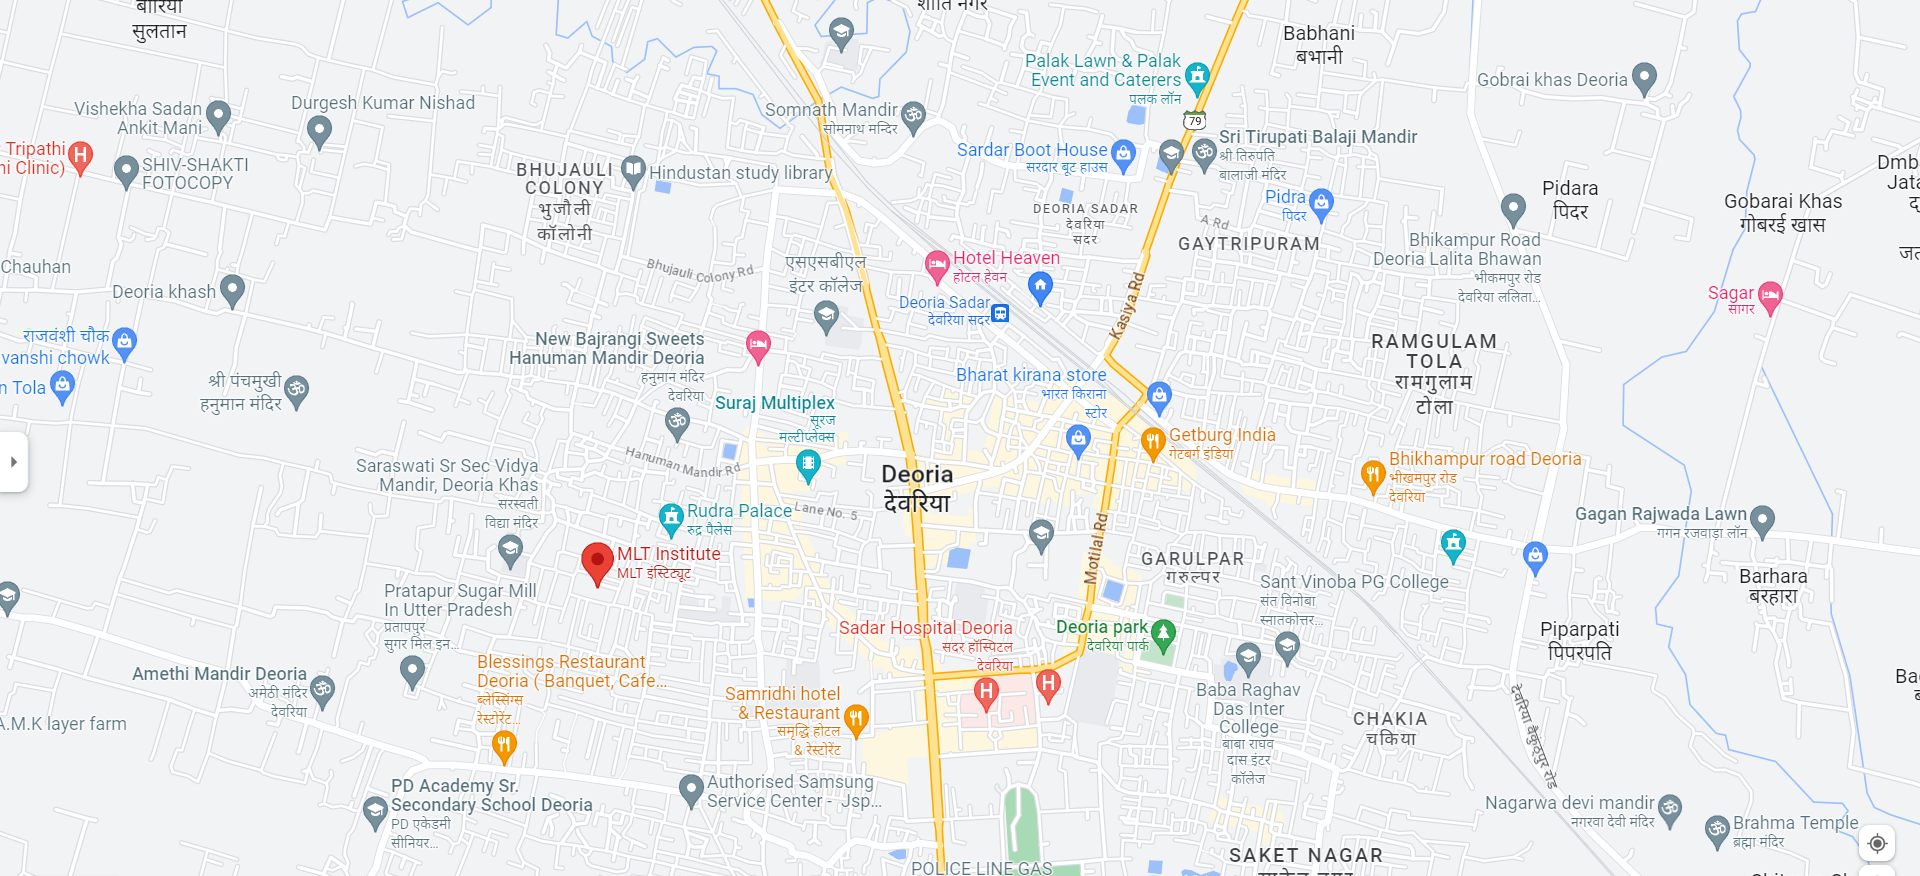 बारिया
सुलतान
शांति नगर
Babhani
बभानी
Palak Lawn & Palak
Event and Caterers
पलक लॉन
79
Gobrai khas Deoria
Vishekha Sadan
Ankit Mani
Durgesh Kumar Nishad
Somnath Mandir
सोमनाथ मन्दिर
Tripathi
ni Clinic)
SHIV-SHAKTI
FOTOCOPY
BHUJAULI
COLONY
भुजौली
कॉलोनी
Hindustan study library
Sardar Boot House
सरदार बूट हाउस
Sri Tirupati Balaji Mandir
श्री तिरुपति
बालाजी मंदिर
Pidra
पिदर
Pidara
पिदर
Gobarai Khas
गोबरई खास
Dmb
Jata
DEORIA SADAR
देवरिया
सदर
A Rd
GAYTRIPURAM
Bhikampur Road
Deoria Lalita Bhawan
भीकमपुर रोड
देवरिया ललिता...
Chauhan
Deoria khash
Bhujauli Colony Rd
एसएसबीएल
इंटर कॉलेज
Hotel Heaven
होटल हेवन
Deoria Sadar
देवरिया सदर
Kasiya Rd
Sagar
सागर
राजवंशी चौक
vanshi chowk
n Tola
श्री पंचमुखी
हनुमान मंदिर
New Bajrangi Sweets
Hanuman Mandir Deoria
हनुमान मंदिर
देवरिया
RAMGULAM
TOLA
रामगुलाम
टोला
Bharat kirana store
भारत किराना
स्टोर
Suraj Multiplex
सूरज
मल्टीप्लेक्स
Getburg India
गेटबर्ग इंडिया
Hanuman Mandir Rd
Deoria
देवरिया
Bhikhampur road Deoria
भीखमपुर रोड
देवरिया
Saraswati Sr Sec Vidya
Mandir, Deoria Khas
सरस्वती
विद्या मंदिर
Rudra Palace
रुद्र पैलेस
Lane No. 5
Motilal Rd
Gagan Rajwada Lawn
गगन रजवाड़ा लॉन
MLT Institute
MLT इंस्टिट्यूट
GARULPAR
गरुल्पर
Sant Vinoba PG College
संत विनोबा
स्नातकोत्तर...
Barhara
बरहारा
Pratapur Sugar Mill
In Utter Pradesh
प्रतापपुर
सुगर मिल इन...
Sadar Hospital Deoria
सदर हॉस्पिटल
देवरिया
Deoria park
देवरिया पार्क
Piparpati
पिपरपति
Amethi Mandir Deoria
अमेठी मंदिर
देवरिया
Blessings Restaurant
Deoria ( Banquet, Cafe...
ब्लेस्सिंग्स
रेस्टोरेंट...
Samridhi hotel
& Restaurant
समृद्धि होटल
& रेस्टोरेंट
Baba Raghav
Das Inter
College
बाबा राघव
दास इंटर
कॉलेज
CHAKIA
चकिया
देवरिया बैकुंठपुर रोड
A.M.K layer farm
PD Academy Sr.
Secondary School Deoria
PD एकेडमी
सीनियर...
Authorised Samsung
Service Center - Jsp...
Nagarwa devi mandir
नगरवा देवी मंदिर
Brahma Temple
ब्रह्मा मंदिर
POLICE LINE GAS
SAKET NAGAR